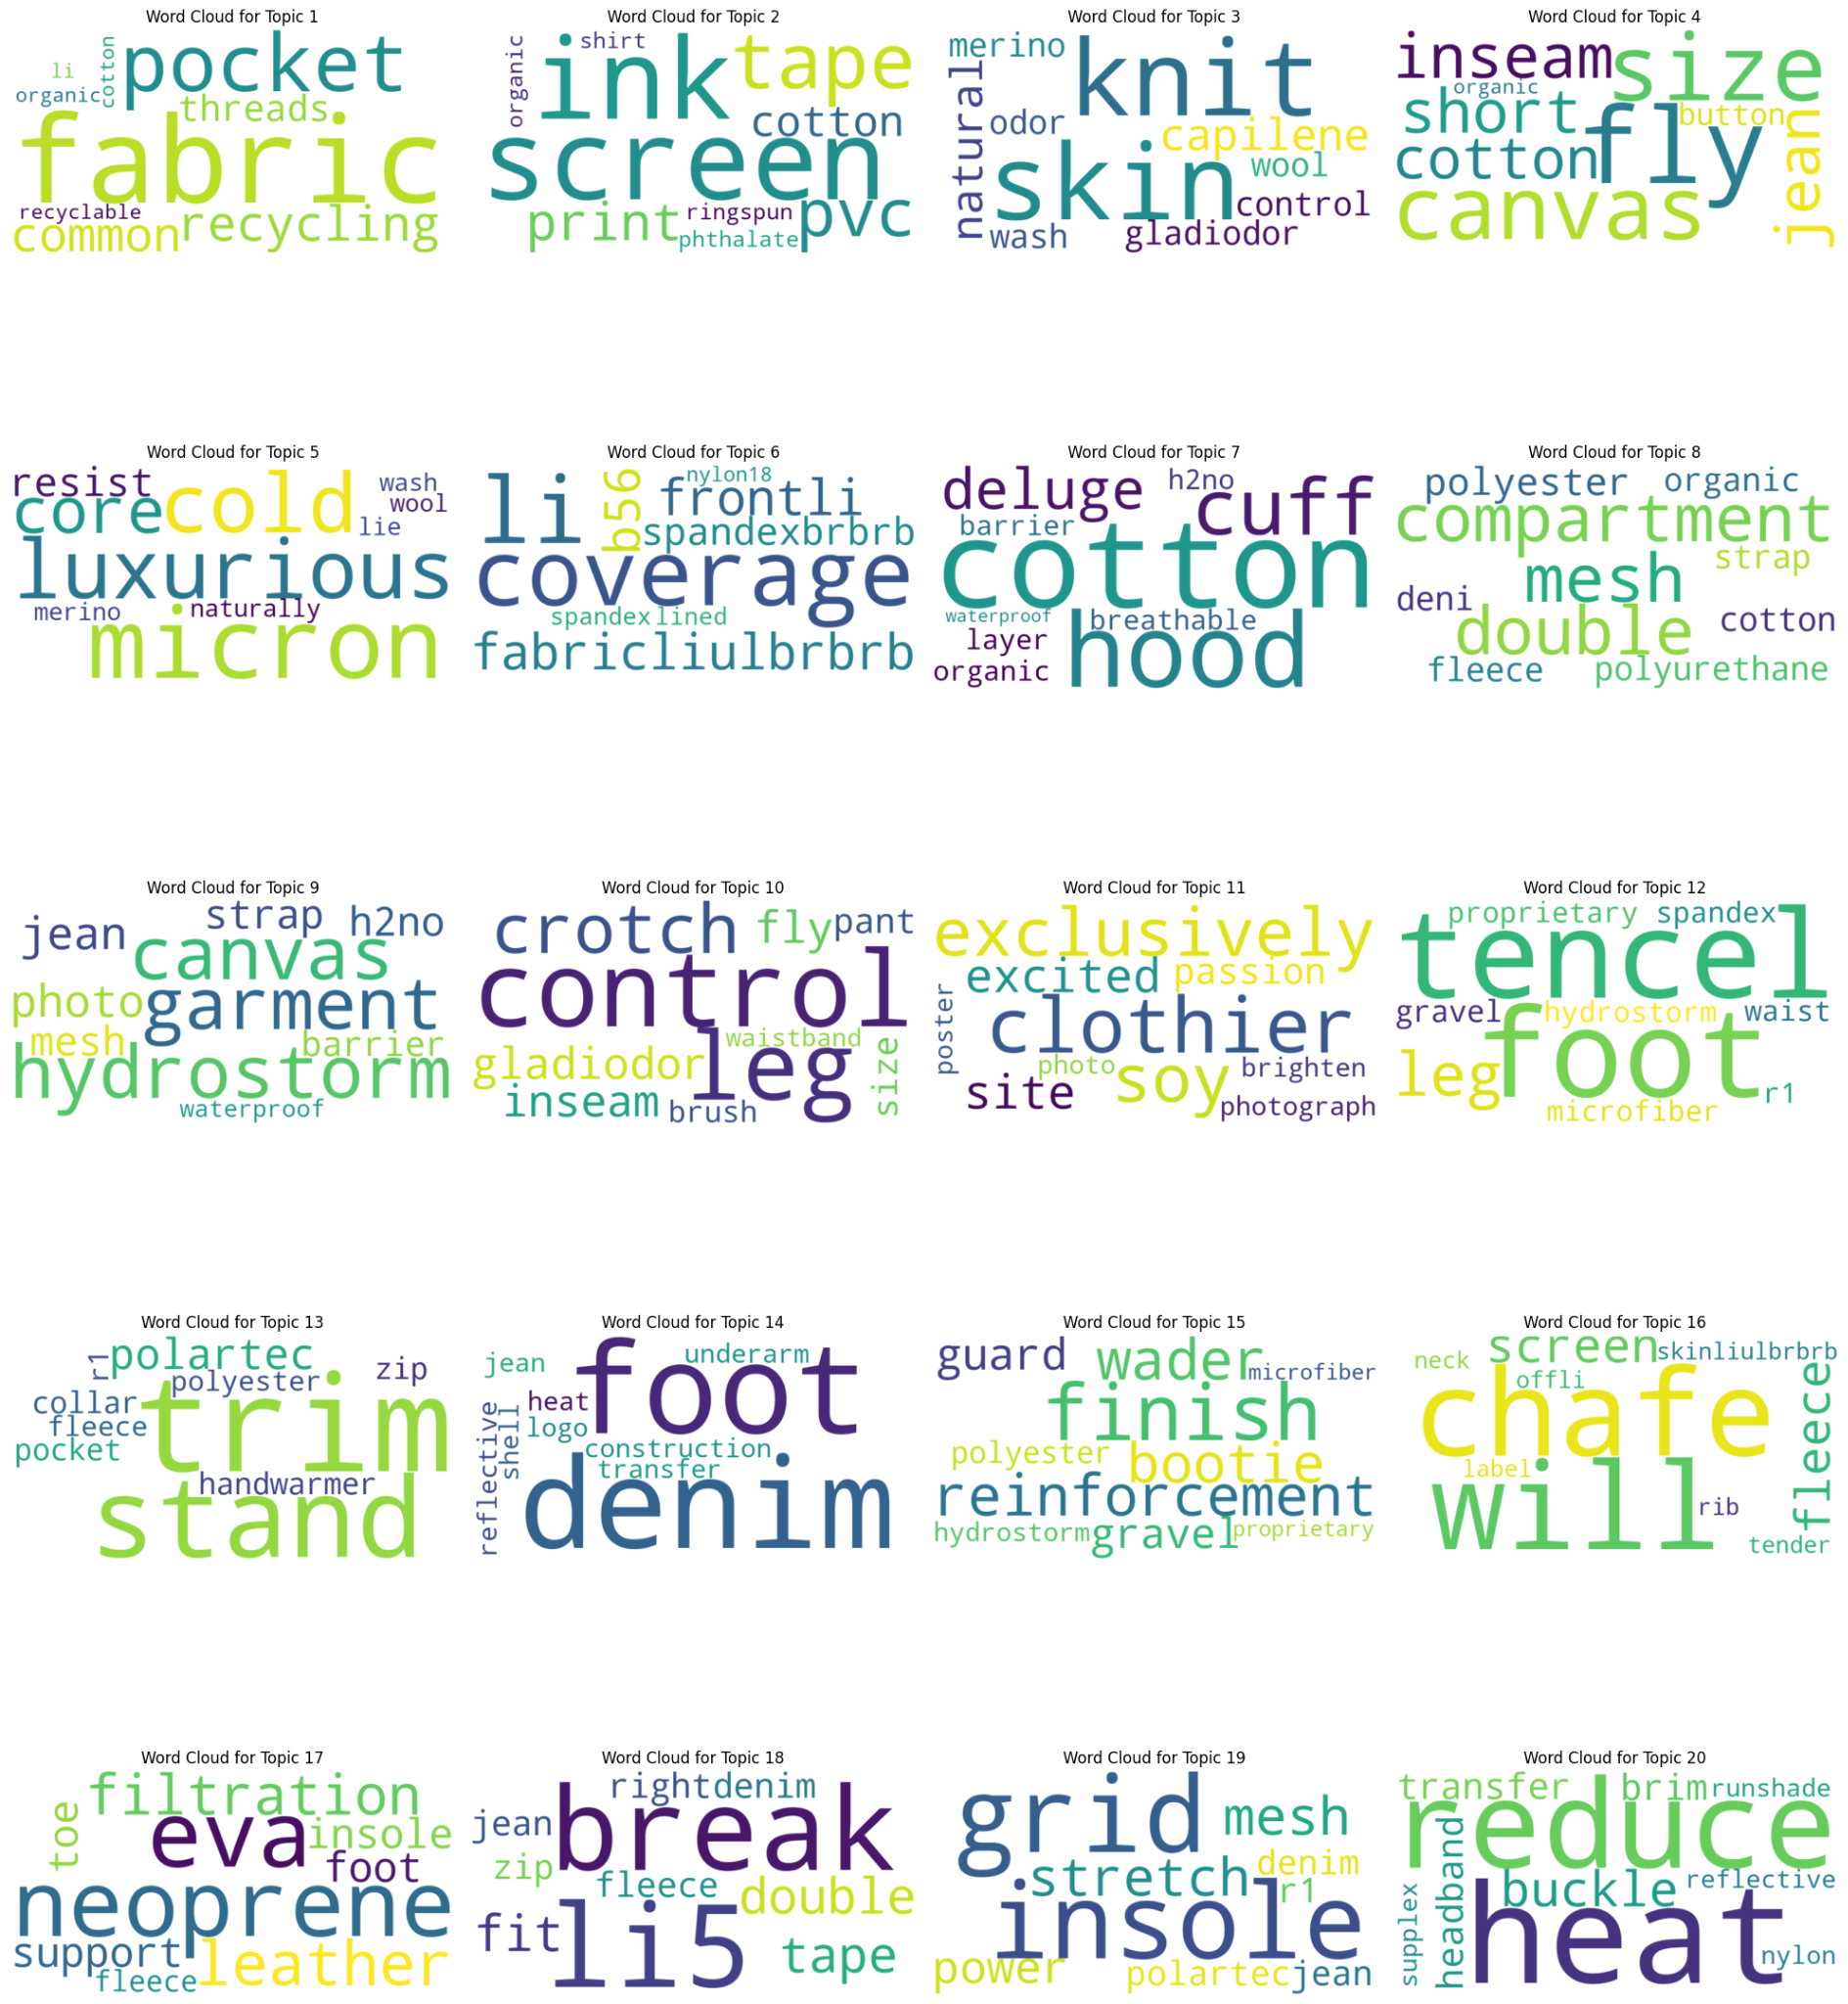 Word Cloud for Topic 1
pocket
cotton
li
organic
threads
fabric
recyclable
common
recycling
Word Cloud for Topic 2
organic
shirt
ink
tape
cotton
screen
print
ringspun
phthalate
pvc
Word Cloud for Topic 3
merino
knit
natural
odor
capilene
wool
skin
control
wash
gladiodor
Word Cloud for Topic 4
inseam
size
organic
short
fly
button
cotton
canvas
jean
Word Cloud for Topic 5
resist
core
cold
wash
wool
lie
luxurious
merino
naturally
micron
Word Cloud for Topic 6
li
b56
nylon18
frontli
spandexbrbrb
coverage
spandex
lined
fabricliulbrbrb
Word Cloud for Topic 7
deluge
h2no
cuff
barrier
cotton
waterproof
breathable
layer
hood
organic
Word Cloud for Topic 8
polyester
organic
compartment
mesh
strap
deni
double
cotton
fleece
polyurethane
Word Cloud for Topic 9
jean
strap
h2no
canvas
photo
garment
mesh
barrier
hydrostorm
waterproof
Word Cloud for Topic 10
crotch
fly
pant
control
waistband
gladiodor
leg
size
inseam
brush
Word Cloud for Topic 11
exclusively
excited
passion
poster
clothier
photo
soy
brighten
site
photograph
Word Cloud for Topic 12
proprietary
spandex
tencel
gravel
hydrostorm
waist
leg
foot
r1
microfiber
Word Cloud for Topic 13
r1
polartec
zip
polyester
collar
trim
fleece
pocket
handwarmer
stand
Word Cloud for Topic 14
jean
foot
underarm
heat
logo
reflective
shell
construction
transfer
denim
Word Cloud for Topic 15
guard
wader
microfiber
finish
polyester
bootie
reinforcement
hydrostorm
gravel
proprietary
Word Cloud for Topic 16
neck
screen
skinliulbrbrb
offli
chafe
fleece
label
will
rib
tender
Word Cloud for Topic 17
filtration
toe
eva
insole
foot
neoprene
support
fleece
leather
Word Cloud for Topic 18
right
denim
jean
break
zip
fleece
double
fit
li5
tape
Word Cloud for Topic 19
grid
mesh
stretch
denim
r1
insole
power
polartec
jean
Word Cloud for Topic 20
transfer
brim
runshade
reduce
headband
buckle
reflective
supplex
heat
nylon